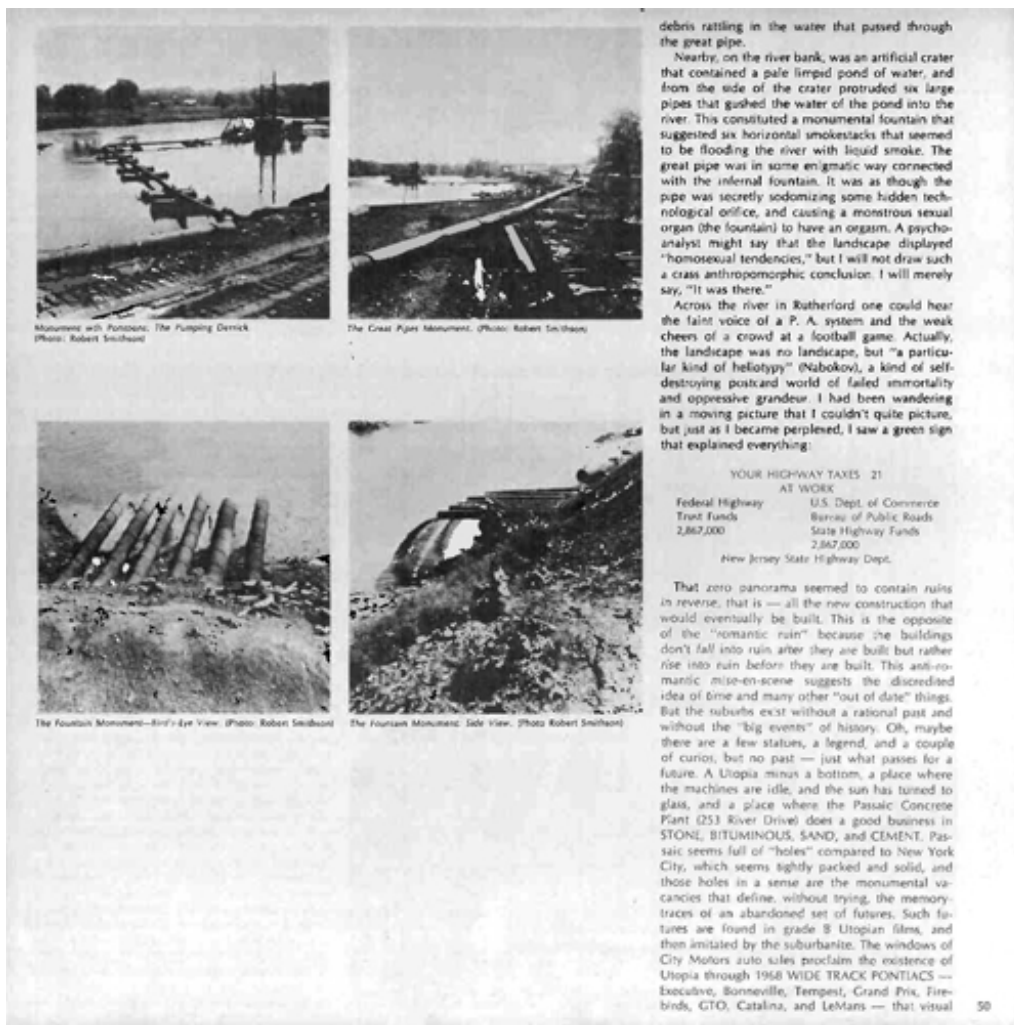 Monument with Pontoons: The Pumping Derrick.
(Photo: Robert Smithson)
The Great Pipes Monument. (Photo: Robert Smithson)
The Fountain Monument—Bird's-Eye View. (Photo: Robert Smithson)
The Fountain Monument: Side View. (Photo Robert Smithson)
debris rattling in the water that passed through
the great pipe.
Nearby, on the river bank, was an artificial crater
that contained a pale limpid pond of water, and
from the side of the crater protruded six large
pipes that gushed the water of the pond into the
river. This constituted a monumental fountain that
suggested six horizontal smokestacks that seemed
to be flooding the river with liquid smoke. The
great pipe was in some enigmatic way connected
with the infernal fountain. It was as though the
pipe was secretly sodomizing some hidden tech-
nological orifice, and causing a monstrous sexual
organ (the fountain) to have an orgasm. A psycho-
analyst might say that the landscape displayed
"homosexual tendencies," but I will not draw such
a crass anthropomorphic conclusion. I will merely
say, "It was there."
Across the river in Rutherford one could hear
the faint voice of a P. A. system and the weak
cheers of a crowd at a football game. Actually,
the landscape was no landscape, but "a particu-
lar kind of heliotypy" (Nabokov), a kind of self-
destroying postcard world of failed immortality
and oppressive grandeur. I had been wandering
in a moving picture that I couldn't quite picture,
but just as I became perplexed, I saw a green sign
that explained everything:
YOUR HIGHWAY TAXES 21
AT WORK
Federal Highway U.S. Dept. of Commerce
Trust Funds Bureau of Public Roads
2,867,000 State Highway Funds
2,867,000
New Jersey State Highway Dept.
That zero panorama seemed to contain ruins
in reverse, that is — all the new construction that
would eventually be built. This is the opposite
of the "romantic ruin" because the buildings
don't fall into ruin after they are built but rather
rise into ruin before they are built. This anti-ro-
mantic mise-en-scene suggests the discredited
idea of time and many other "out of date" things.
But the suburbs exist without a rational past and
without the "big events" of history. Oh, maybe
there are a few statues, a legend, and a couple
of curios, but no past — just what passes for a
future. A Utopia minus a bottom, a place where
the machines are idle, and the sun has turned to
glass, and a place where the Passaic Concrete
Plant (253 River Drive) does a good business in
STONE, BITUMINOUS, SAND, and CEMENT. Pas-
saic seems full of "holes" compared to New York
City, which seems tightly packed and solid, and
those holes in a sense are the monumental va-
cancies that define, without trying, the memory-
traces of an abandoned set of futures. Such fu-
tures are found in grade B Utopian films, and
then imitated by the suburbanite. The windows of
City Motors auto sales proclaim the existence of
Utopia through 1968 WIDE TRACK PONTIACS —
Executive, Bonneville, Tempest, Grand Prix, Fire-
birds, GTO, Catalina, and LeMans — that visual
50